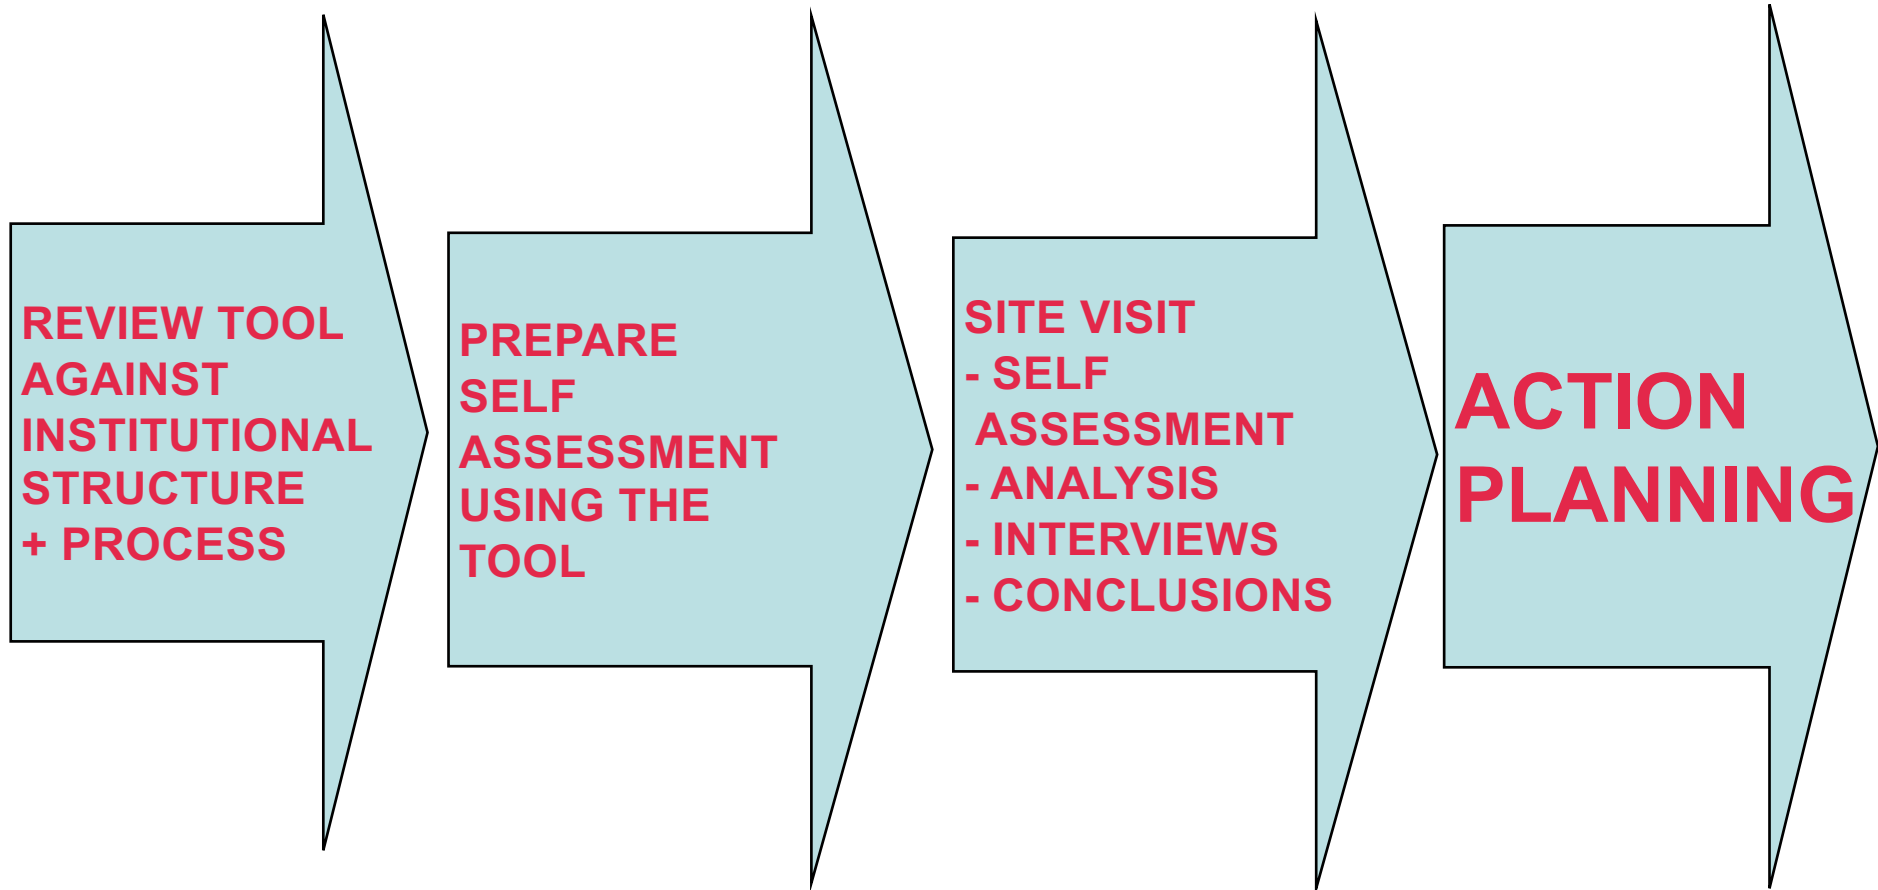 REVIEW TOOL
AGAINST
INSTITUTIONAL
STRUCTURE
+ PROCESS
PREPARE
SELF
ASSESSMENT
USING THE
TOOL
SITE VISIT
- SELF
ASSESSMENT
- ANALYSIS
- INTERVIEWS
- CONCLUSIONS
ACTION
PLANNING